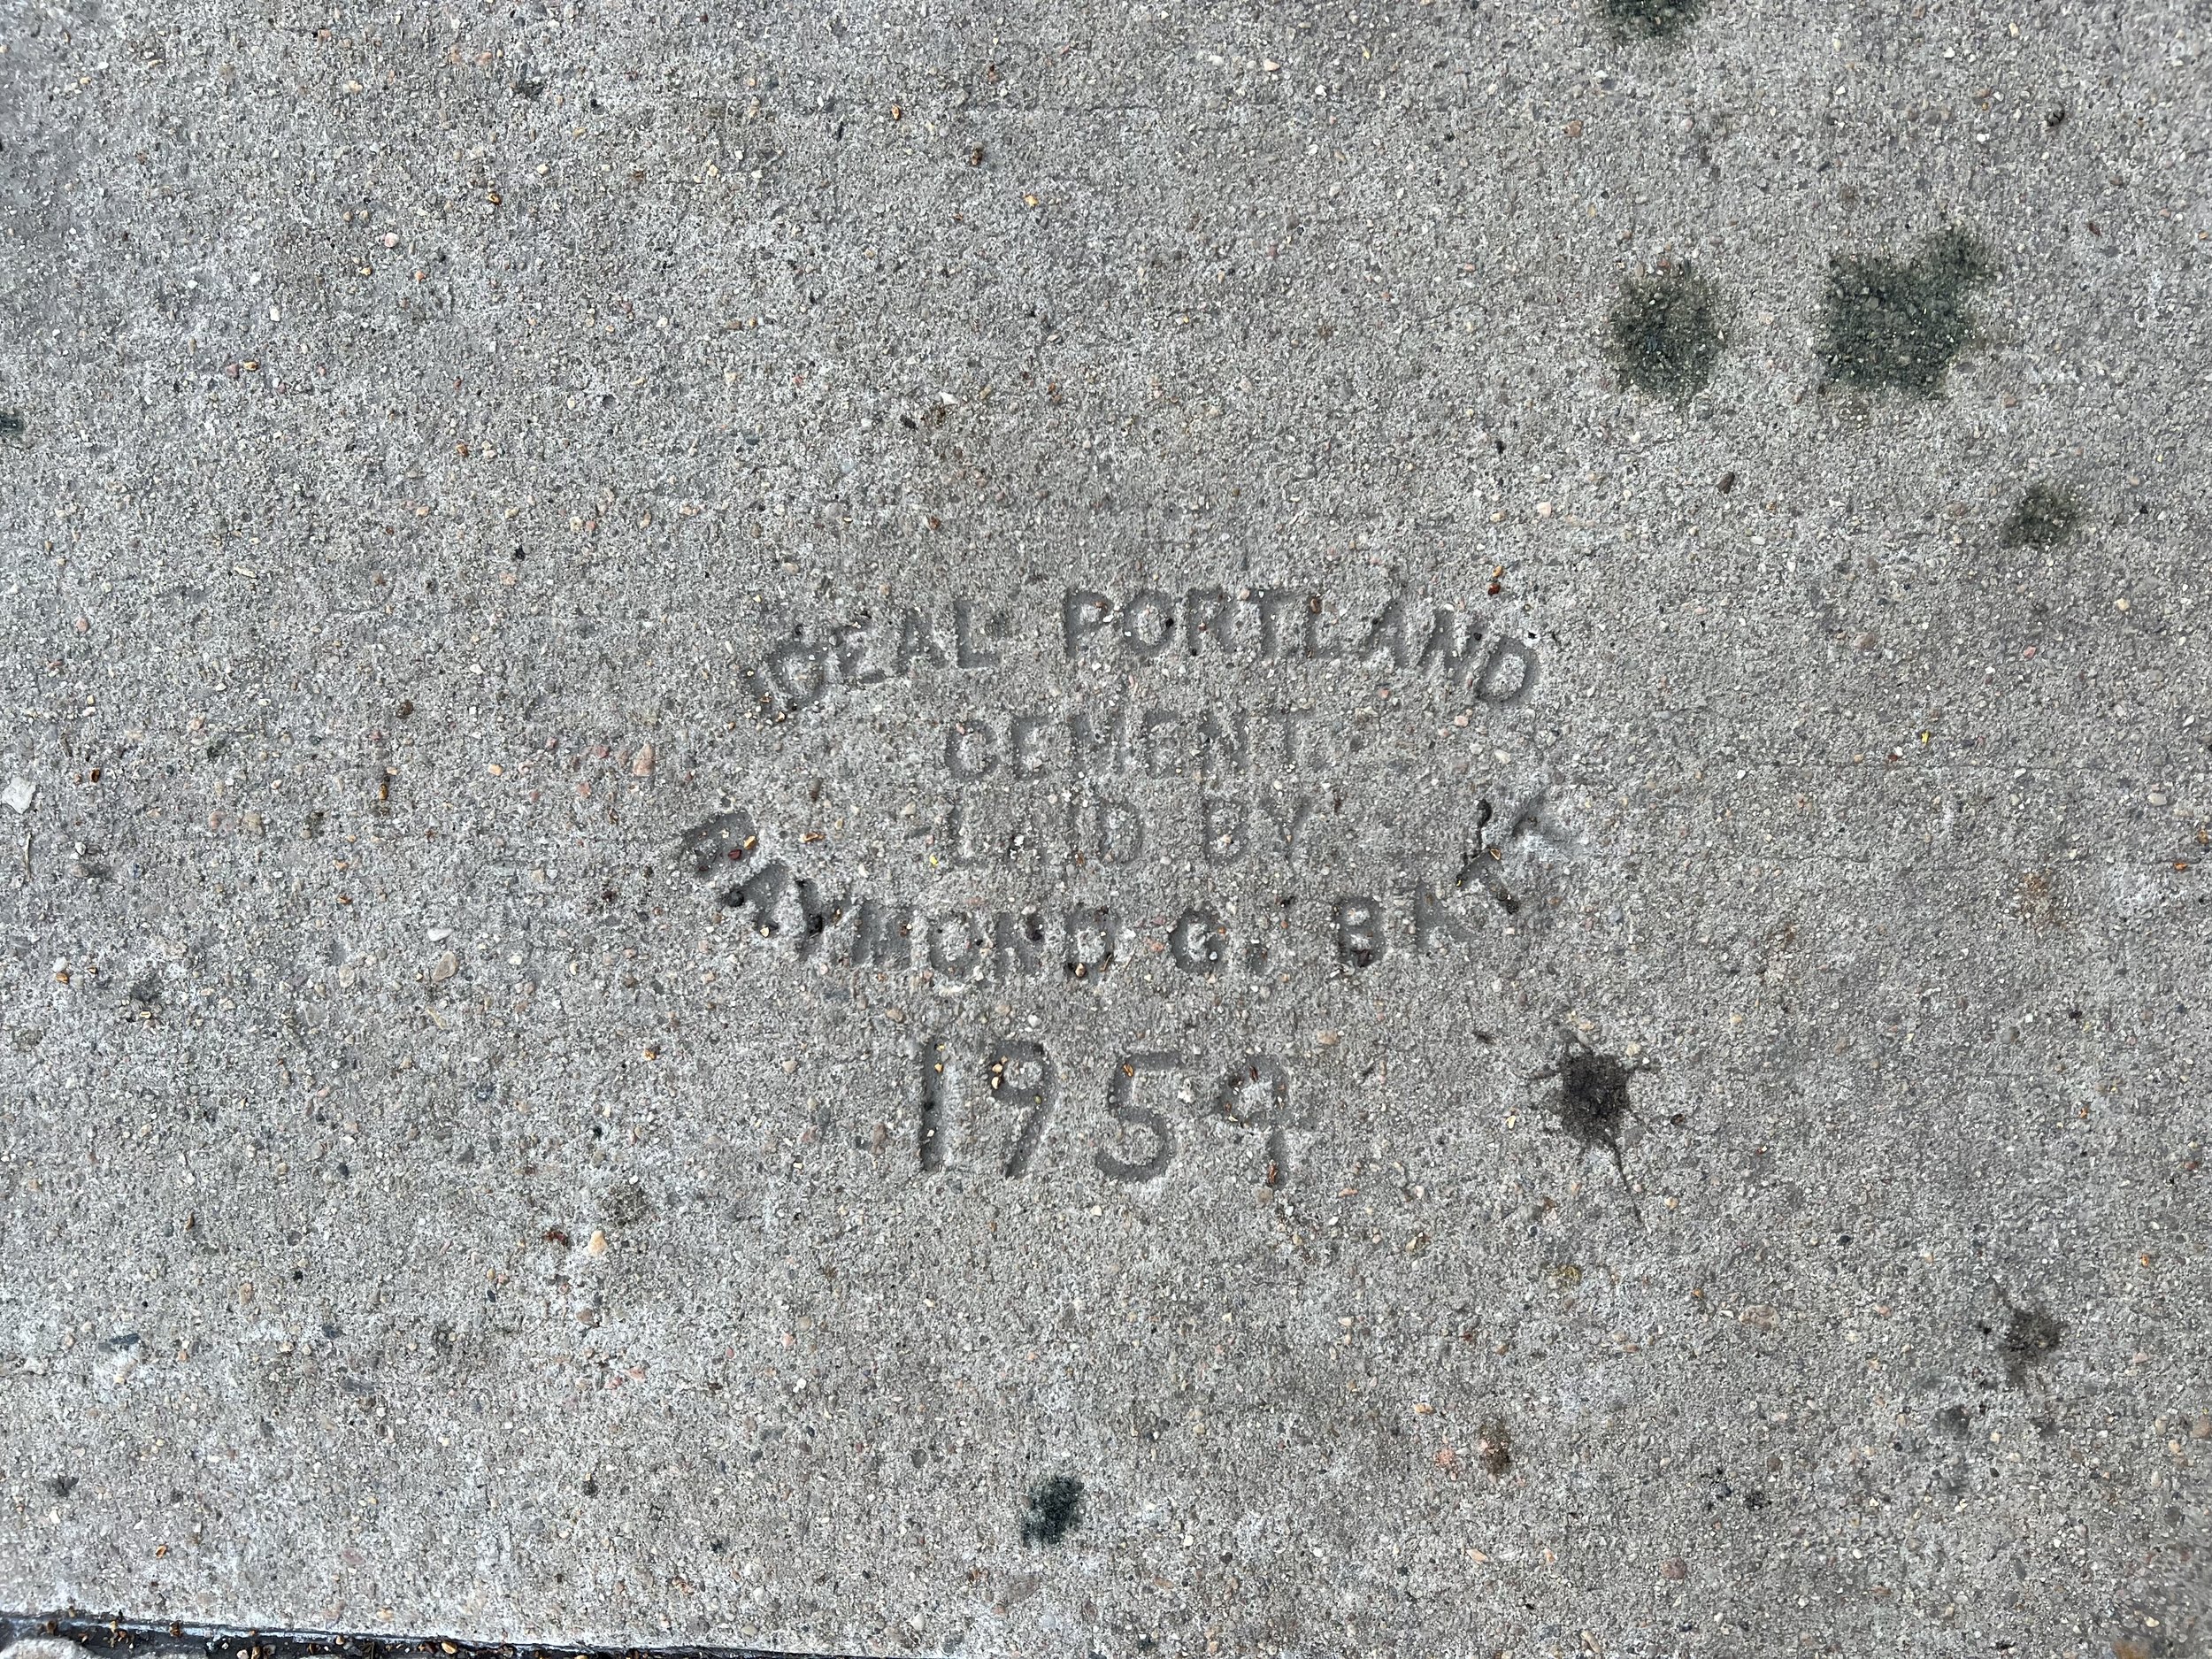 IDEAL PORTLAND
CEMENT
LAID BY
RAYMOND G.
1959